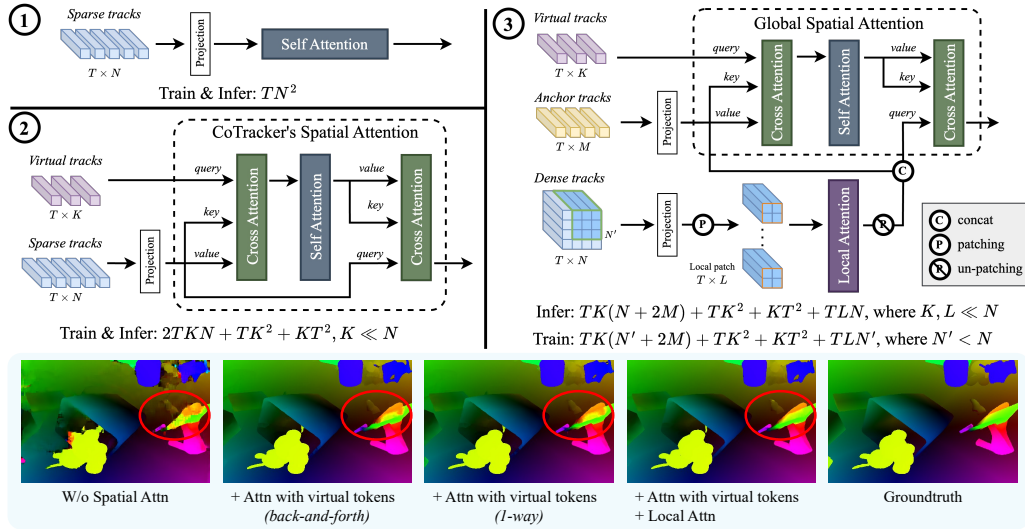 1
Sparse tracks
T × N
Projection
Self Attention
Train & Infer: TN²
2
CoTracker's Spatial Attention
Virtual tracks
T × K
Sparse tracks
T × N
Projection
query
key
value
Cross Attention
Self Attention
value
key
query
Cross Attention
Train & Infer: 2TKN + TK² + KT², K ≪ N
3
Global Spatial Attention
Virtual tracks
T × K
Anchor tracks
T × M
Projection
query
key
value
Cross Attention
Self Attention
value
key
query
Cross Attention
C
Dense tracks
N′
T × N
Projection
P
Local patch
T × L
Local Attention
P
C concat
P patching
P un-patching
Infer: TK(N + 2M) + TK² + KT² + TLN, where K, L ≪ N
Train: TK(N′ + 2M) + TK² + KT² + TLN′, where N′ < N
W/o Spatial Attn
+ Attn with virtual tokens
(back-and-forth)
+ Attn with virtual tokens
(1-way)
+ Attn with virtual tokens
+ Local Attn
Groundtruth